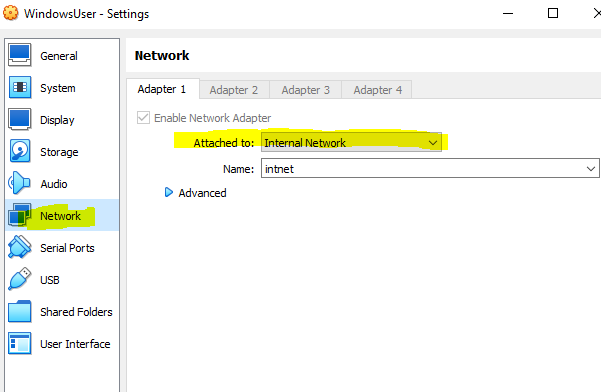 WindowsUser - Settings
General
System
Display
Storage
Audio
Network
Serial Ports
USB
Shared Folders
User Interface
Network
Adapter 1 Adapter 2 Adapter 3 Adapter 4
Enable Network Adapter
Attached to: Internal Network
Name: intnet
Advanced